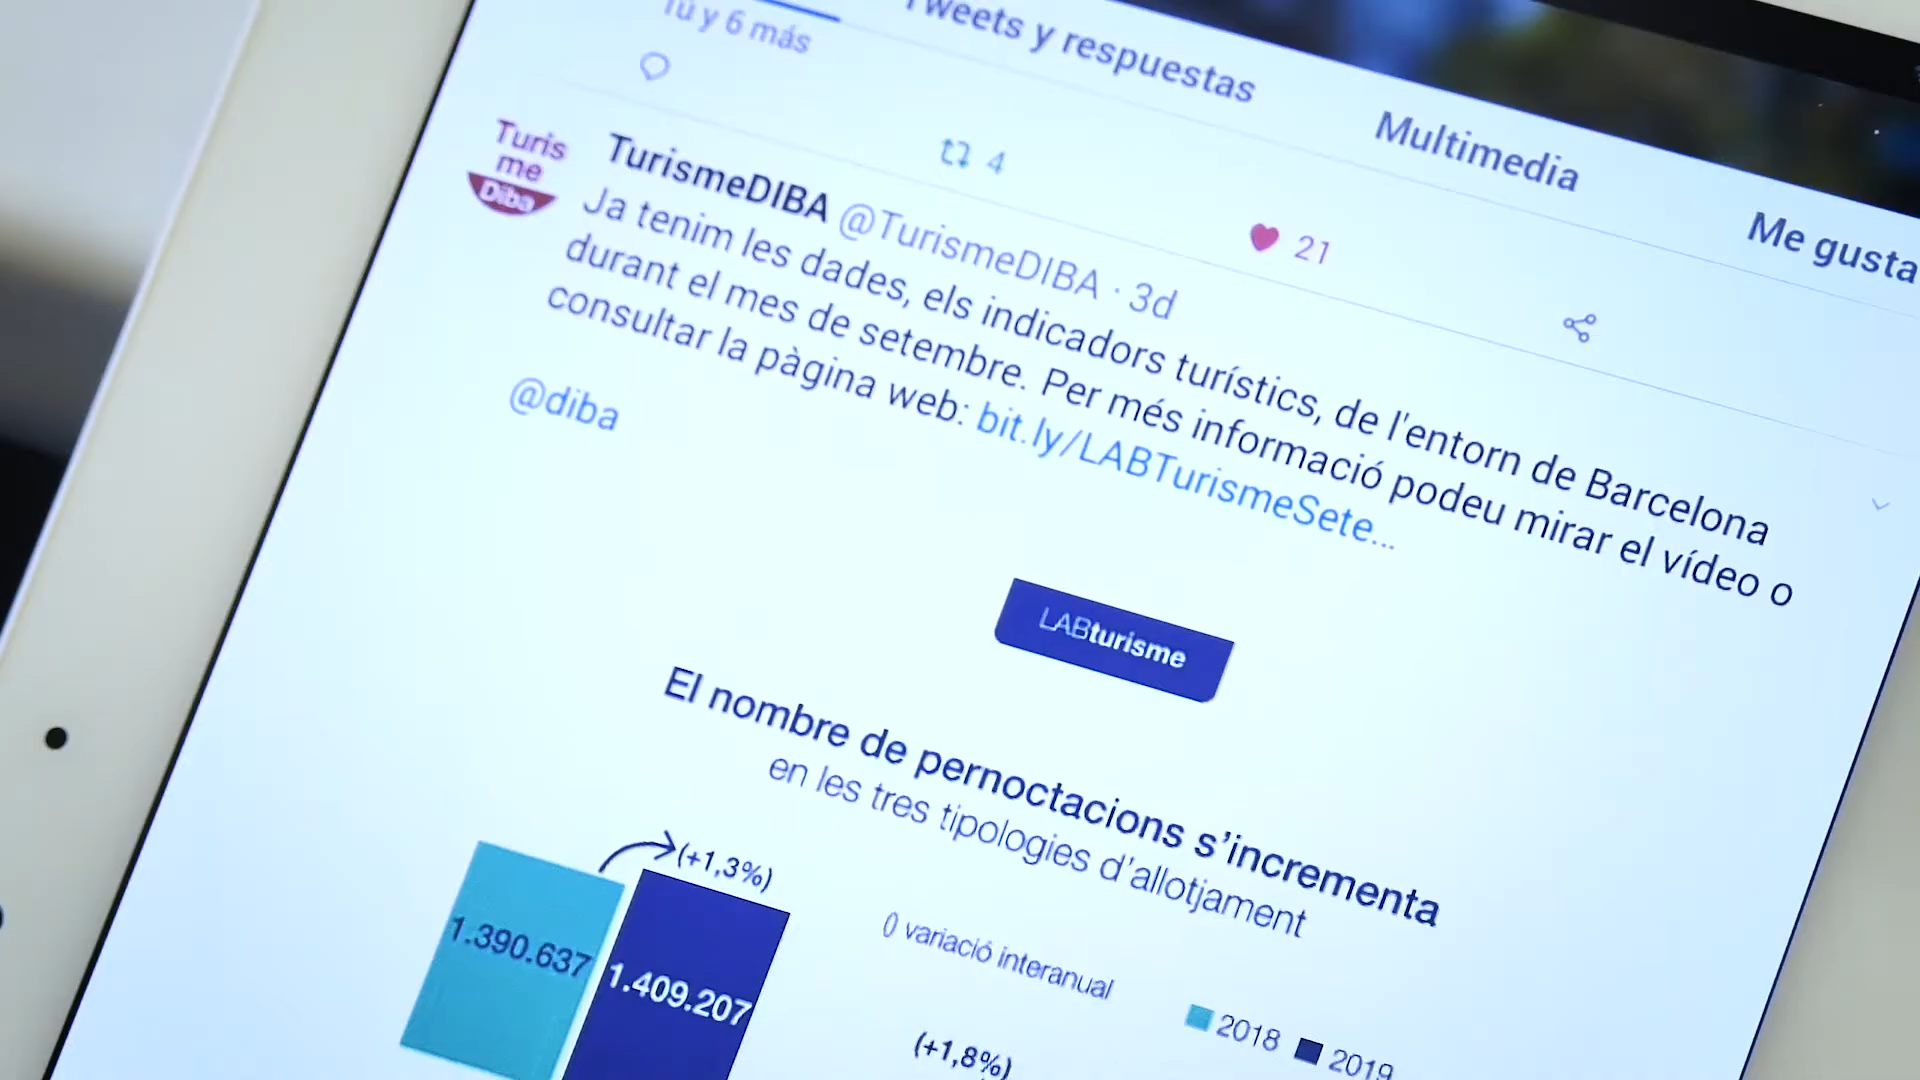 Tweets y respuestas
Multimedia
Me gusta
Tú y 6 más
4
21
Turis
me
Diba
TurismeDIBA @TurismeDIBA · 3d
Ja tenim les dades, els indicadors turístics, de l'entorn de Barcelona
durant el mes de setembre. Per més informació podeu mirar el vídeo o
consultar la pàgina web: bit.ly/LABTurismeSete...
@diba
LABturisme
El nombre de pernoctacions s'incrementa
en les tres tipologies d'allotjament
(+1,3%)
1.390.637
1.409.207
() variació interanual
2018 2019
(+1,8%)